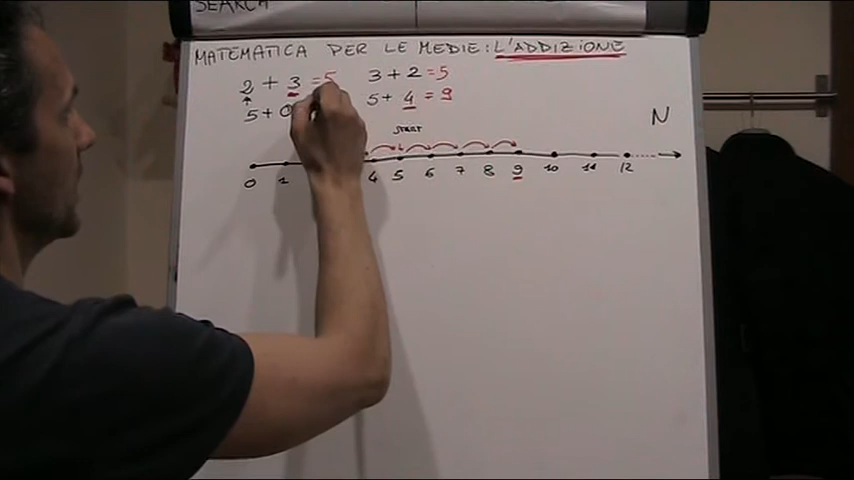 SEARCH
MATEMATICA PER LE MEDIE: L'ADDIZIONE
2 + 3 = 5 3 + 2 = 5
5 + 0 5 + 4 = 9
START
N
0 1 4 5 6 7 8 9 10 11 12